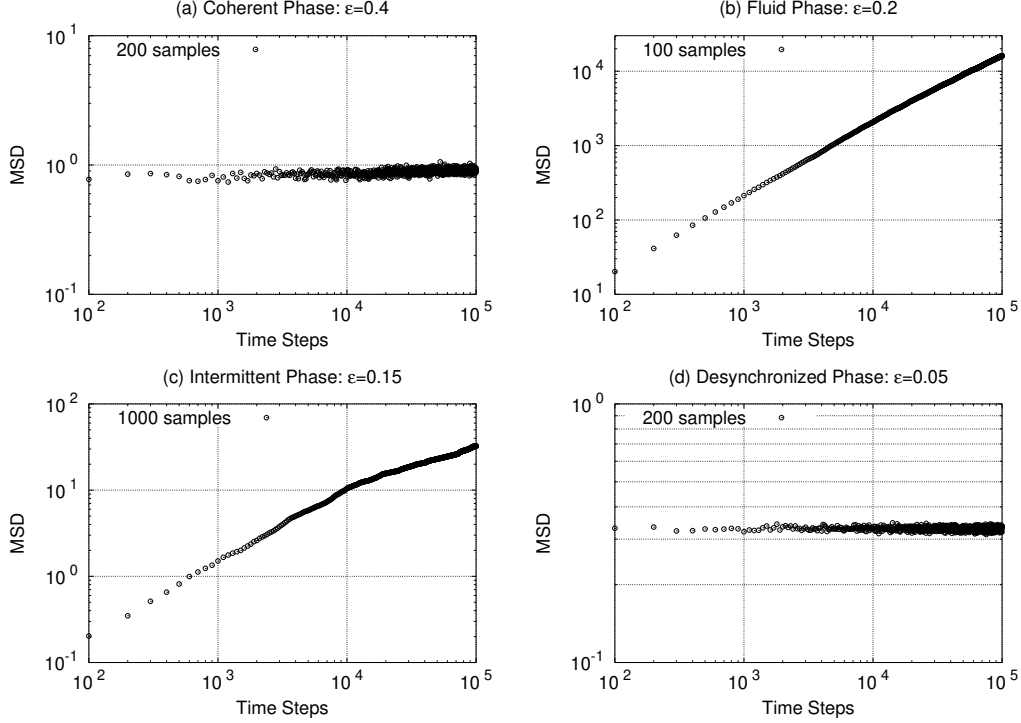 (a) Coherent Phase: ε=0.4
10^1
200 samples
10^0
MSD
10^-1
10^2 10^3 10^4 10^5
Time Steps
(b) Fluid Phase: ε=0.2
100 samples
10^4
10^3
MSD
10^2
10^1
10^2 10^3 10^4 10^5
Time Steps
(c) Intermittent Phase: ε=0.15
10^2
1000 samples
10^1
MSD
10^0
10^-1
10^2 10^3 10^4 10^5
Time Steps
(d) Desynchronized Phase: ε=0.05
10^0
200 samples
MSD
10^-1
10^2 10^3 10^4 10^5
Time Steps